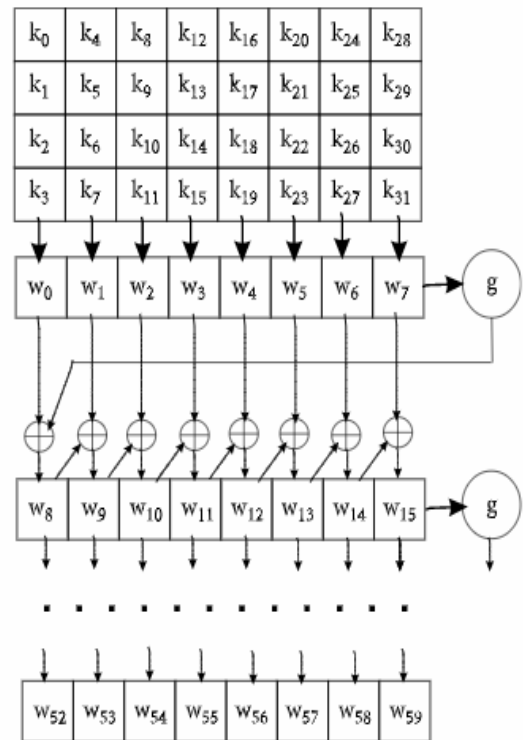 k₀ k₄ k₈ k₁₂ k₁₆ k₂₀ k₂₄ k₂₈
k₁ k₅ k₉ k₁₃ k₁₇ k₂₁ k₂₅ k₂₉
k₂ k₆ k₁₀ k₁₄ k₁₈ k₂₂ k₂₆ k₃₀
k₃ k₇ k₁₁ k₁₅ k₁₉ k₂₃ k₂₇ k₃₁
w₀ w₁ w₂ w₃ w₄ w₅ w₆ w₇ g
w₈ w₉ w₁₀ w₁₁ w₁₂ w₁₃ w₁₄ w₁₅ g
w₅₂ w₅₃ w₅₄ w₅₅ w₅₆ w₅₇ w₅₈ w₅₉